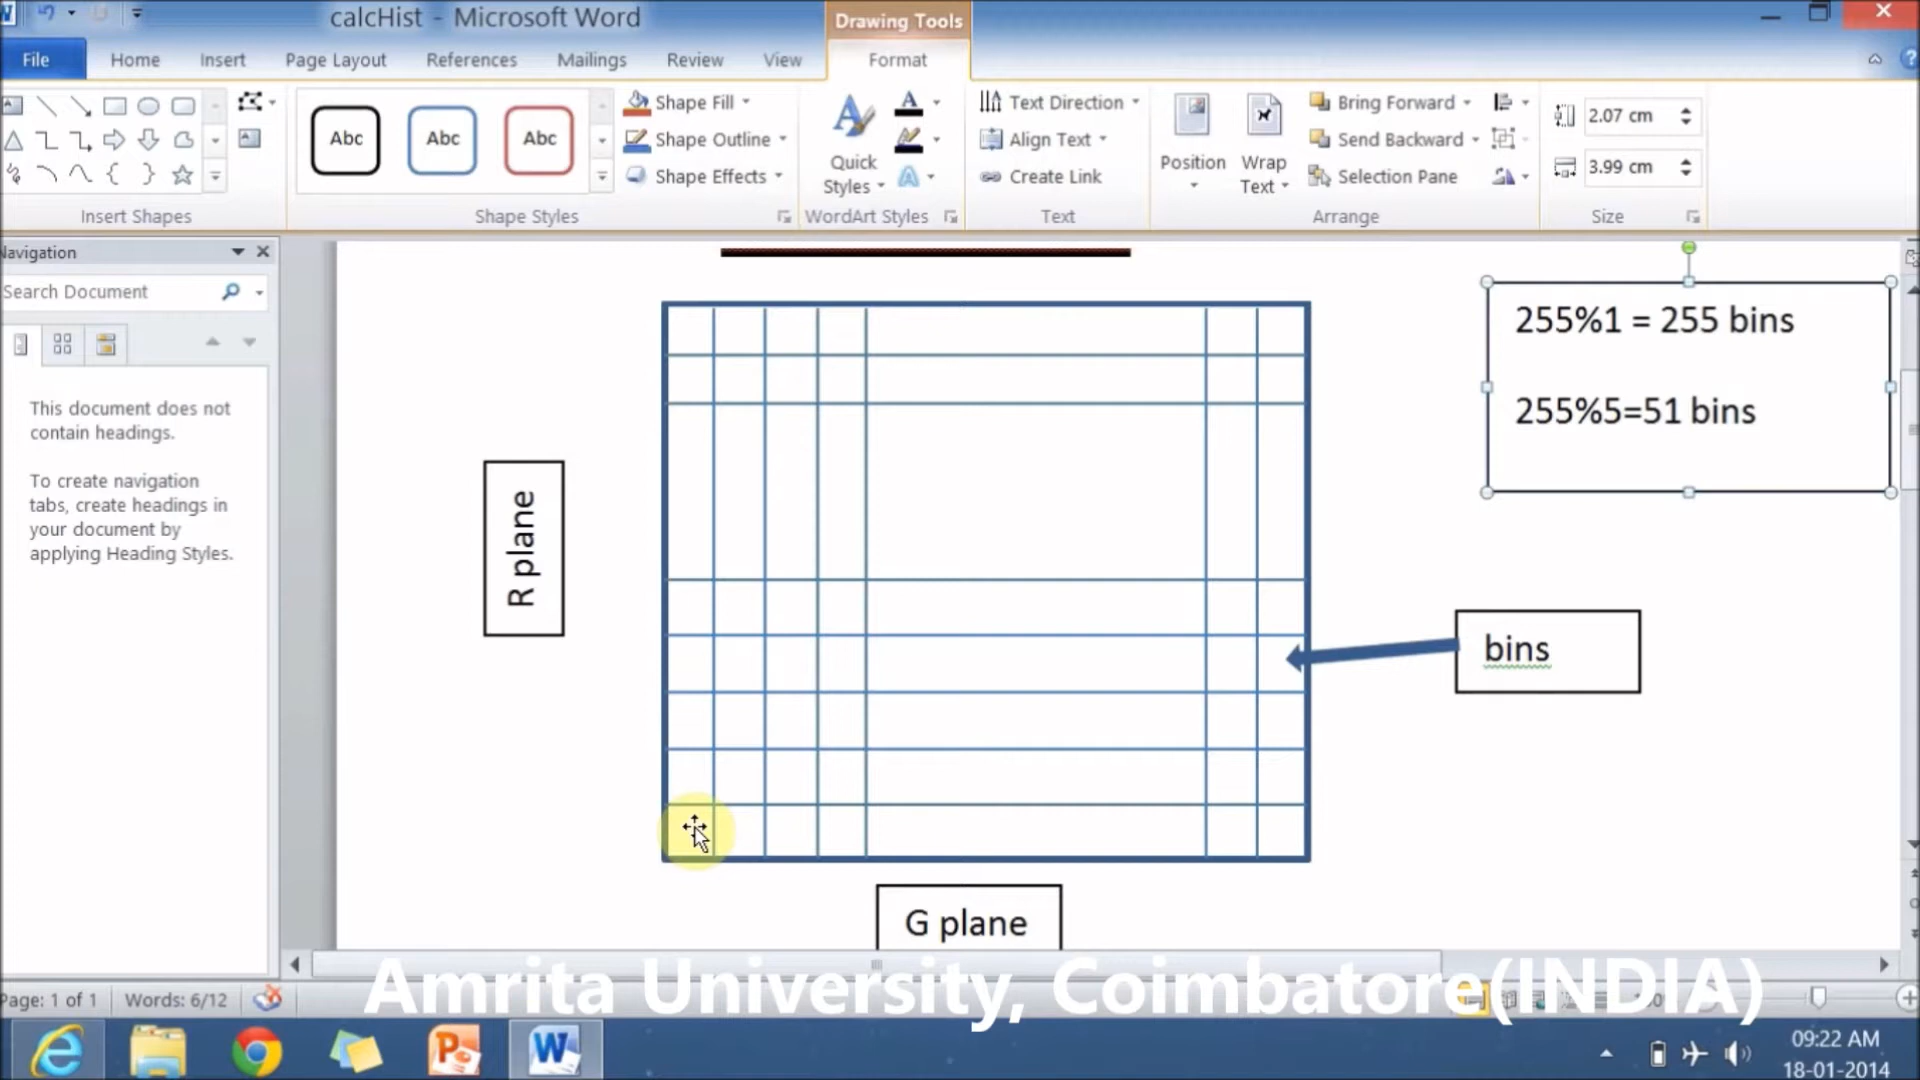 calcHist - Microsoft Word
Drawing Tools
File
Home
Insert
Page Layout
References
Mailings
Review
View
Format
Abc
Abc
Abc
Shape Fill
Shape Outline
Shape Effects
Quick
Styles
Text Direction
Align Text
Create Link
Position
Wrap
Text
Bring Forward
Send Backward
Selection Pane
2.07 cm
3.99 cm
Insert Shapes
Shape Styles
WordArt Styles
Text
Arrange
Size
Navigation
Search Document
This document does not
contain headings.
To create navigation
tabs, create headings in
your document by
applying Heading Styles.
255%1 = 255 bins
255%5=51 bins
R plane
bins
G plane
Page: 1 of 1
Words: 6/12
Amrita University, Coimbatore(INDIA)
09:22 AM
18-01-2014